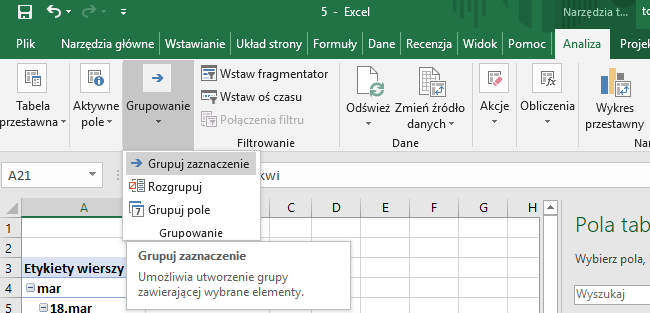 5 - Excel
Narzędzia t...
to
Plik Narzędzia główne Wstawianie Układ strony Formuły Dane Recenzja Widok Pomoc Analiza Projek
Tabela przestawna
Aktywne pole
Grupowanie
Wstaw fragmentator
Wstaw oś czasu
Połączenia filtru
Filtrowanie
Odśwież
Zmień źródło danych
Dane
Akcje
Obliczenia
Wykres przestawny
Nar
A21
kwi
Grupuj zaznaczenie
Rozgrupuj
7 Grupuj pole
Grupowanie
Grupuj zaznaczenie
Umożliwia utworzenie grupy
zawierającej wybrane elementy.
A C D E F G H
1
2
3 Etykiety wierszy
4 mar
5 18.mar
Pola tab
Wybierz pola,
Wyszukaj